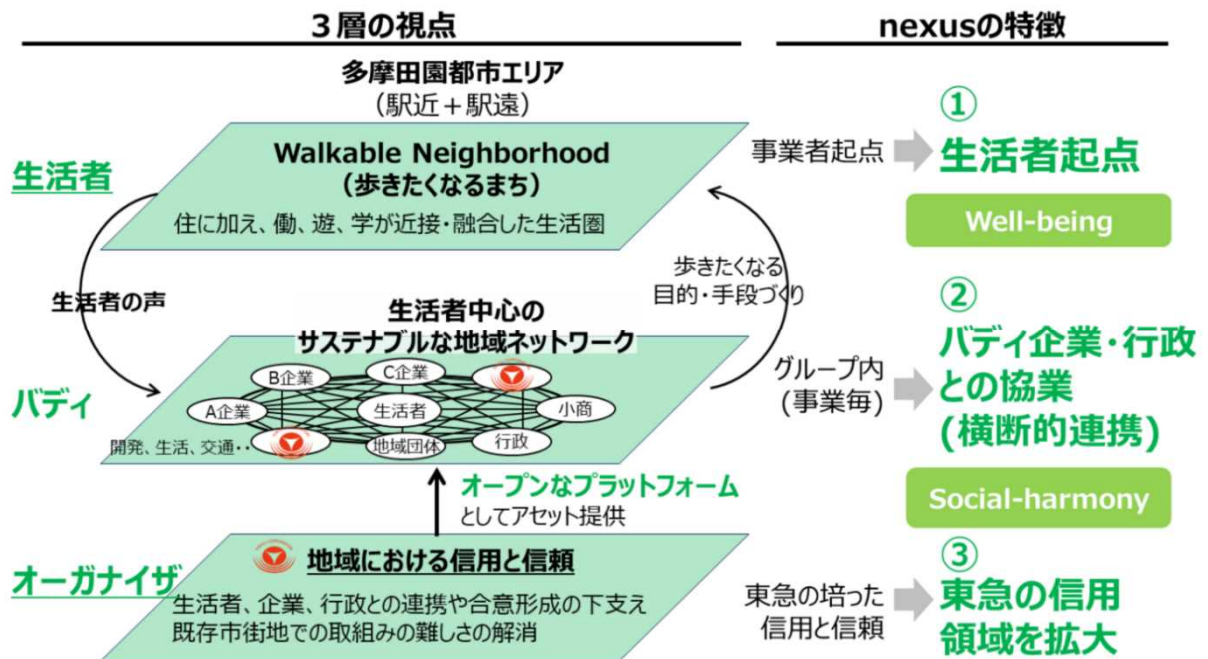 3層の視点
nexusの特徴
多摩田園都市エリア
（駅近＋駅遠）
生活者
Walkable Neighborhood
（歩きたくなるまち）
住に加え、働、遊、学が近接・融合した生活圏
事業者起点
①
生活者起点
Well-being
生活者の声
歩きたくなる
目的・手段づくり
生活者中心の
サステナブルな地域ネットワーク
バディ
B企業
C企業
A企業
生活者
小商
地域団体
行政
開発、生活、交通・・
グループ内
(事業毎)
②
バディ企業・行政
との協業
(横断的連携)
Social-harmony
オープンなプラットフォーム
としてアセット提供
オーガナイザ
地域における信用と信頼
生活者、企業、行政との連携や合意形成の下支え
既存市街地での取組みの難しさの解消
東急の培った
信用と信頼
③
東急の信用
領域を拡大